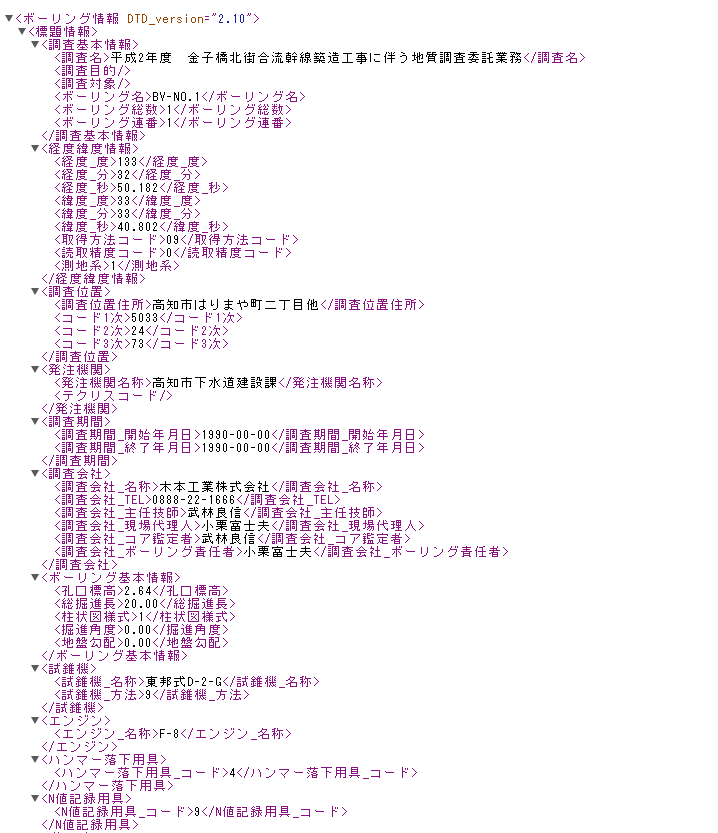 ▼<ボーリング情報 DTD_version="2.10">
▼<標題情報>
▼<調査基本情報>
<調査名>平成2年度　金子橋北街合流幹線築造工事に伴う地質調査委託業務</調査名>
<調査目的/>
<調査対象/>
<ボーリング名>BY-NO.1</ボーリング名>
<ボーリング総数>1</ボーリング総数>
<ボーリング連番>1</ボーリング連番>
</調査基本情報>
▼<経度緯度情報>
<経度_度>133</経度_度>
<経度_分>32</経度_分>
<経度_秒>50.182</経度_秒>
<緯度_度>33</緯度_度>
<緯度_分>33</緯度_分>
<緯度_秒>40.802</緯度_秒>
<取得方法コード>09</取得方法コード>
<読取精度コード>0</読取精度コード>
<測地系>1</測地系>
</経度緯度情報>
▼<調査位置>
<調査位置住所>高知市はりまや町二丁目他</調査位置住所>
<コード1次>5033</コード1次>
<コード2次>24</コード2次>
<コード3次>73</コード3次>
</調査位置>
▼<発注機関>
<発注機関名称>高知市下水道建設課</発注機関名称>
<テクリスコード/>
</発注機関>
▼<調査期間>
<調査期間_開始年月日>1990-00-00</調査期間_開始年月日>
<調査期間_終了年月日>1990-00-00</調査期間_終了年月日>
</調査期間>
▼<調査会社>
<調査会社_名称>木本工業株式会社</調査会社_名称>
<調査会社_TEL>0888-22-1666</調査会社_TEL>
<調査会社_主任技師>武林良信</調査会社_主任技師>
<調査会社_現場代理人>小栗富士夫</調査会社_現場代理人>
<調査会社_コア鑑定者>武林良信</調査会社_コア鑑定者>
<調査会社_ボーリング責任者>小栗富士夫</調査会社_ボーリング責任者>
</調査会社>
▼<ボーリング基本情報>
<孔口標高>2.64</孔口標高>
<総掘進長>20.00</総掘進長>
<柱状図様式>1</柱状図様式>
<掘進角度>0.00</掘進角度>
<地盤勾配>0.00</地盤勾配>
</ボーリング基本情報>
▼<試錐機>
<試錐機_名称>東邦式D-2-G</試錐機_名称>
<試錐機_方法>9</試錐機_方法>
</試錐機>
▼<エンジン>
<エンジン_名称>F-8</エンジン_名称>
</エンジン>
▼<ハンマー落下用具>
<ハンマー落下用具_コード>4</ハンマー落下用具_コード>
</ハンマー落下用具>
▼<N値記録用具>
<N値記録用具_コード>9</N値記録用具_コード>
</N値記録用具>